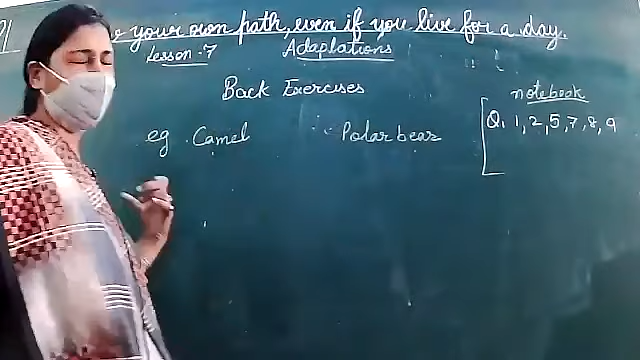 your own path, even if you live for a day.
Lesson-7 Adaptations
Back Exercises
notebook
eg Camel Polar bear
Q. 1, 2, 5, 7, 8, 9